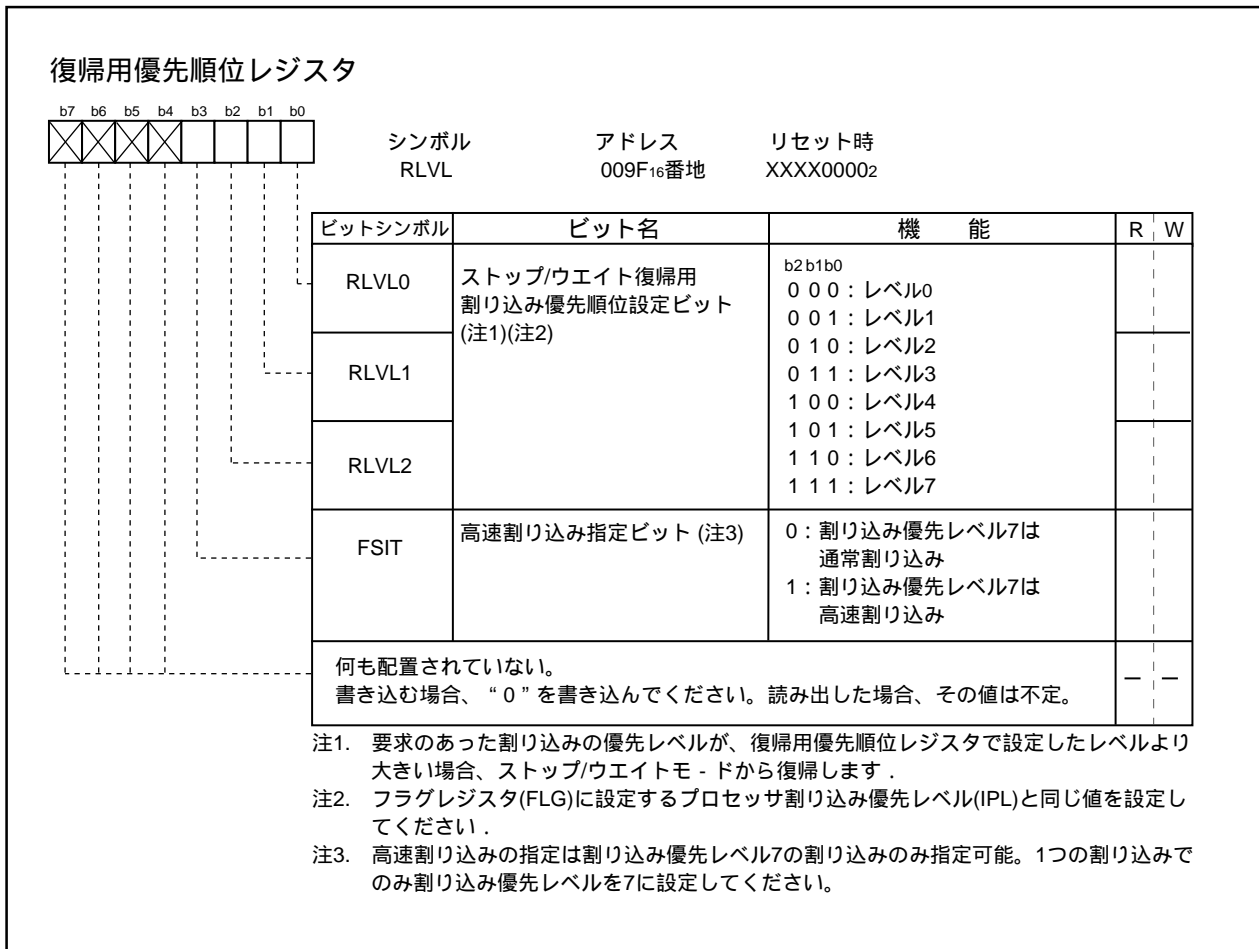 復帰用優先順位レジスタ
b7 b6 b5 b4 b3 b2 b1 b0
シンボル アドレス リセット時
RLVL 009F16番地 XXXX00002
ビットシンボル ビット名 機 能 R W
RLVL0 ストップ/ウエイト復帰用
割り込み優先順位設定ビット
(注1)(注2)
b2 b1 b0
0 0 0:レベル0
0 0 1:レベル1
0 1 0:レベル2
0 1 1:レベル3
1 0 0:レベル4
1 0 1:レベル5
1 1 0:レベル6
1 1 1:レベル7
RLVL1
RLVL2
FSIT 高速割り込み指定ビット (注3)
0:割り込み優先レベル7は
通常割り込み
1:割り込み優先レベル7は
高速割り込み
何も配置されていない。
書き込む場合、“0”を書き込んでください。読み出した場合、その値は不定。 – –
注1. 要求のあった割り込みの優先レベルが、復帰用優先順位レジスタで設定したレベルより
大きい場合、ストップ/ウエイトモ-ドから復帰します.
注2. フラグレジスタ(FLG)に設定するプロセッサ割り込み優先レベル(IPL)と同じ値を設定し
てください.
注3. 高速割り込みの指定は割り込み優先レベル7の割り込みのみ指定可能。1つの割り込みで
のみ割り込み優先レベルを7に設定してください。